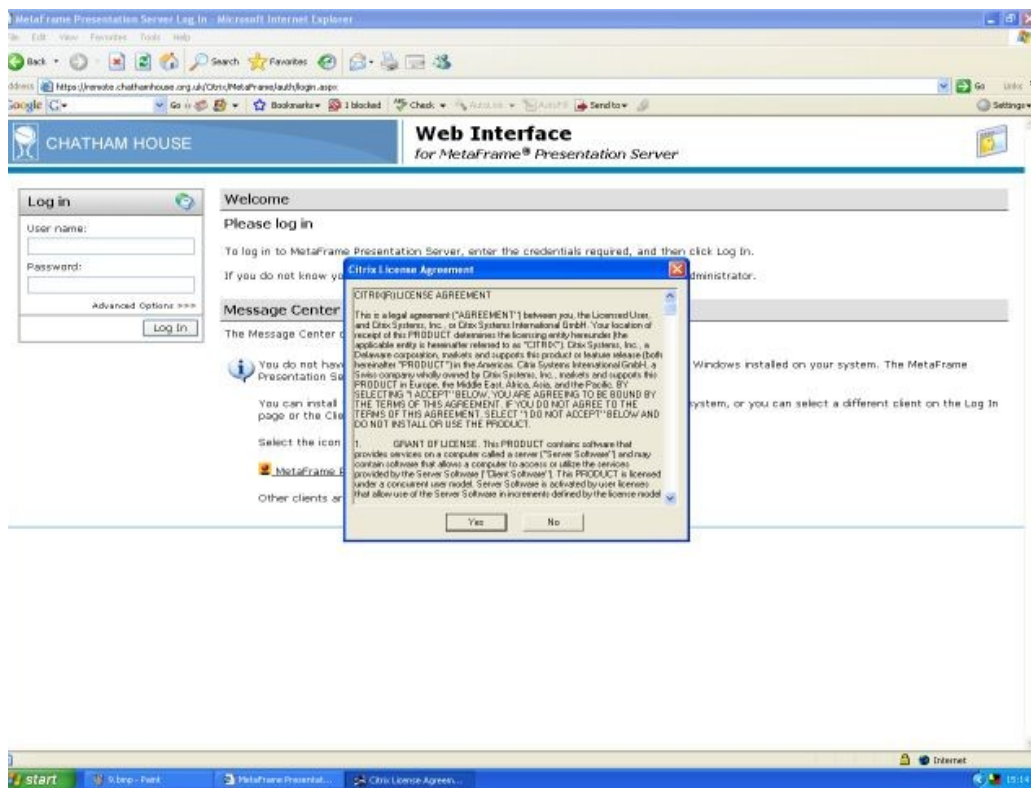 MetaFrame Presentation Server Log In - Microsoft Internet Explorer
Edit View Favorites Tools Help
Back Search Favorites
https://remote.chathamhouse.org.uk/Citrix/MetaFrame/auth/login.aspx Go Links
Google Go Bookmarks 1 blocked Check AutoLink AutoFill Send to Settings
CHATHAM HOUSE
Web Interface
for MetaFrame® Presentation Server
Log in
User name:
Password:
Advanced Options >>>
Log In
Welcome
Please log in
To log in to MetaFrame Presentation Server, enter the credentials required, and then click Log In.
If you do not know yo
dministrator.
Message Center
The Message Center c
You do not hav
Windows installed on your system. The MetaFrame
Presentation Se
You can install
system, or you can select a different client on the Log In
page or the Clie
Select the icon
MetaFrame P
Other clients ar
Citrix License Agreement
CITRIX(R) LICENSE AGREEMENT
This is a legal agreement ("AGREEMENT") between you, the Licensed User,
and Citrix Systems, Inc., or Citrix Systems International GmbH. Your location of
receipt of this PRODUCT determines the licensing entity hereunder (the
applicable entity is hereinafter referred to as "CITRIX"). Citrix Systems, Inc., a
Delaware corporation, markets and supports this product or feature release (both
hereinafter "PRODUCT") in the Americas. Citrix Systems International GmbH, a
Swiss company wholly owned by Citrix Systems, Inc., markets and supports this
PRODUCT in Europe, the Middle East, Africa, Asia, and the Pacific. BY
SELECTING "I ACCEPT" BELOW, YOU ARE AGREEING TO BE BOUND BY
THE TERMS OF THIS AGREEMENT. IF YOU DO NOT AGREE TO THE
TERMS OF THIS AGREEMENT, SELECT "I DO NOT ACCEPT" BELOW AND
DO NOT INSTALL OR USE THE PRODUCT.
1. GRANT OF LICENSE. This PRODUCT contains software that
provides services on a computer called a server ("Server Software") and may
contain software that allows a computer to access or utilize the services
provided by the Server Software ("Client Software"). This PRODUCT is licensed
under a concurrent user model. Server Software is activated by user licenses
that allow use of the Server Software in increments defined by the license model
Yes No
Internet
start 9.bmp - Paint MetaFrame Presentat... Citrix License Agreem... 15:14